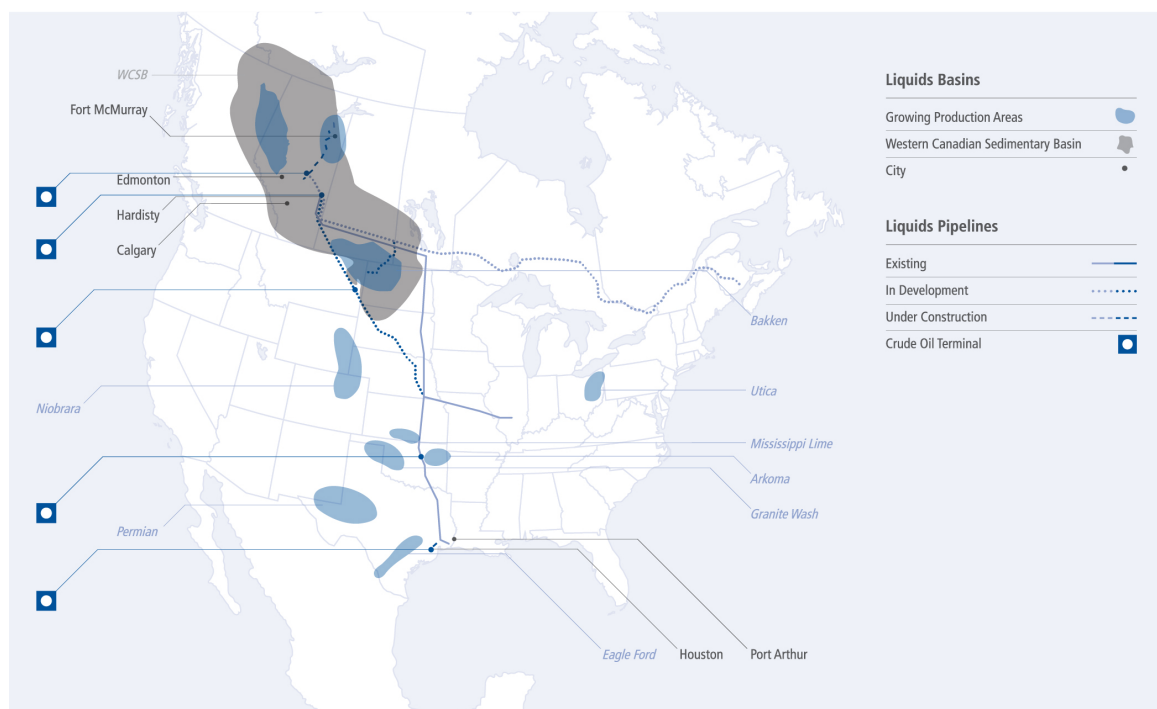 WCSB
Fort McMurray
Edmonton
Hardisty
Calgary
Niobrara
Permian
Bakken
Utica
Mississippi Lime
Arkoma
Granite Wash
Eagle Ford
Houston
Port Arthur
Liquids Basins
Growing Production Areas
Western Canadian Sedimentary Basin
City
Liquids Pipelines
Existing
In Development
Under Construction
Crude Oil Terminal